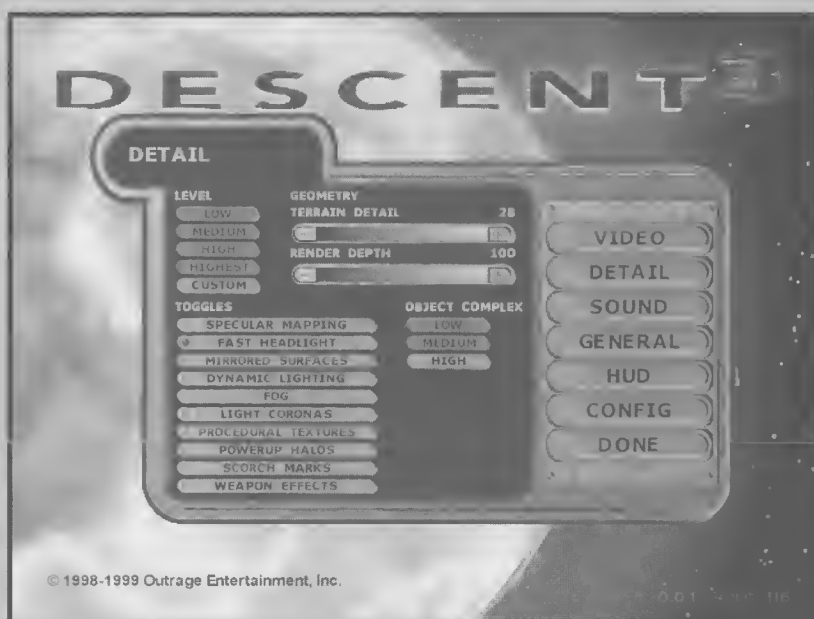 DESCENT 3
DETAIL
LEVEL
LOW
MEDIUM
HIGH
HIGHEST
CUSTOM
GEOMETRY
TERRAIN DETAIL 28
RENDER DEPTH 100
TOGGLES
SPECULAR MAPPING
FAST HEADLIGHT
MIRRORED SURFACES
DYNAMIC LIGHTING
FOG
LIGHT CORONAS
PROCEDURAL TEXTURES
POWERUP HALOS
SCORCH MARKS
WEAPON EFFECTS
OBJECT COMPLEX
LOW
MEDIUM
HIGH
VIDEO
DETAIL
SOUND
GENERAL
HUD
CONFIG
DONE
© 1998-1999 Outrage Entertainment, Inc.